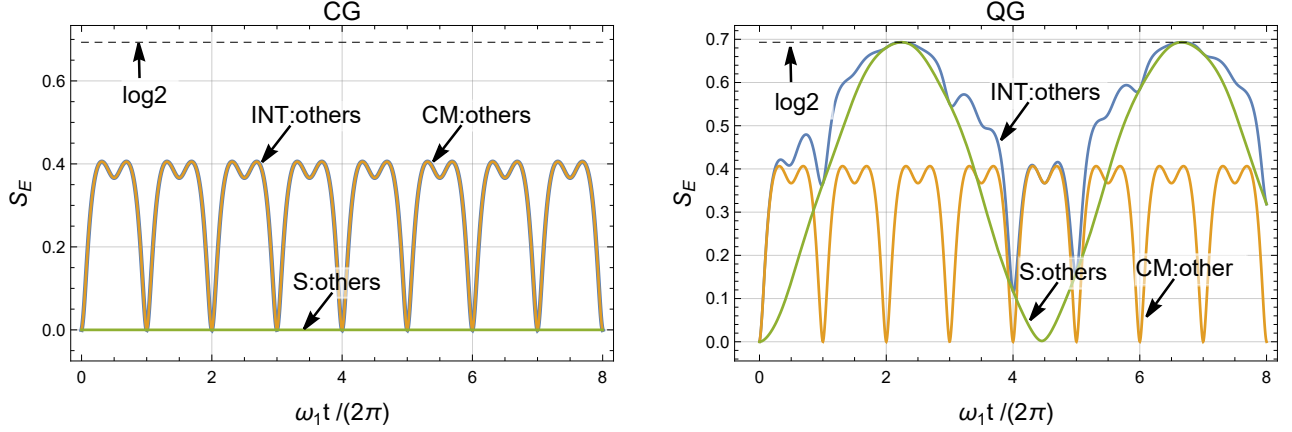 CG
S_E
0.6
0.4
0.2
0.0
log2
INT:others
CM:others
S:others
0 2 4 6 8
ω₁t /(2π)
QG
S_E
0.7
0.6
0.5
0.4
0.3
0.2
0.1
0.0
log2
INT:others
S:others
CM:other
0 2 4 6 8
ω₁t /(2π)